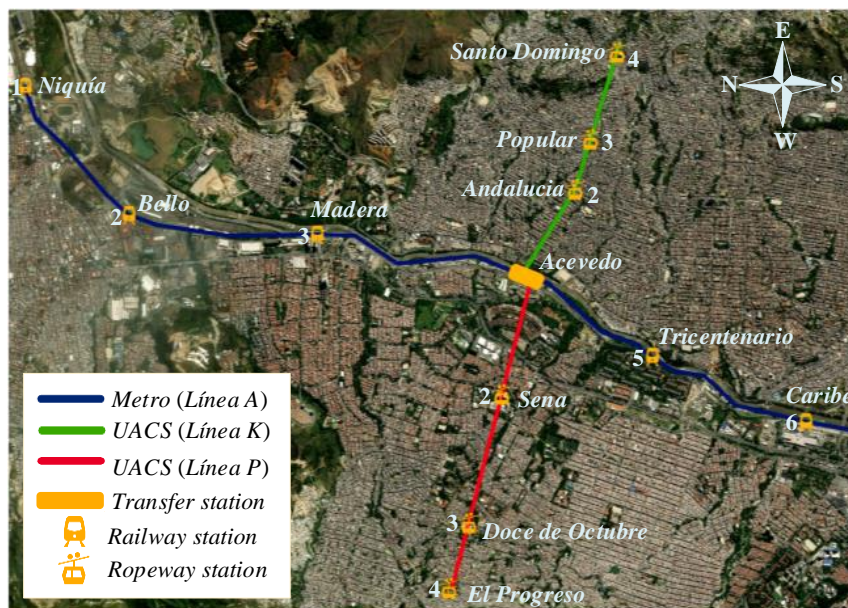 Santo Domingo
4
E
N
S
W
1
Niquía
Popular
3
Andalucia
2
2
Bello
Madera
3
Acevedo
Tricentenario
5
Caribe
6
2
Sena
3
Doce de Octubre
4
El Progreso
Metro (Línea A)
UACS (Línea K)
UACS (Línea P)
Transfer station
Railway station
Ropeway station